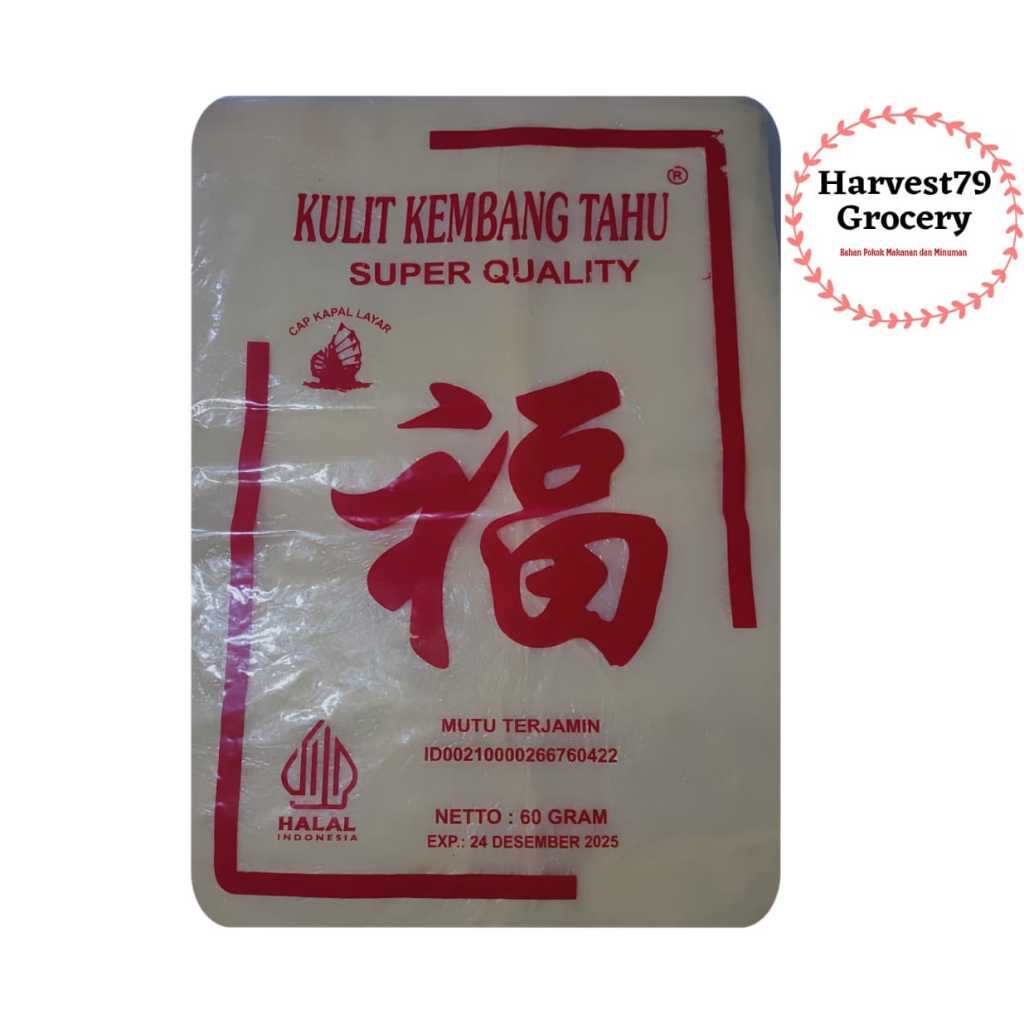 KULIT KEMBANG TAHU ®
SUPER QUALITY
CAP KAPAL LAYAR
福
MUTU TERJAMIN
ID00210000266760422
HALAL
INDONESIA
NETTO : 60 GRAM
EXP.: 24 DESEMBER 2025
Harvest79
Grocery
Bahan Pokok Makanan dan Minuman